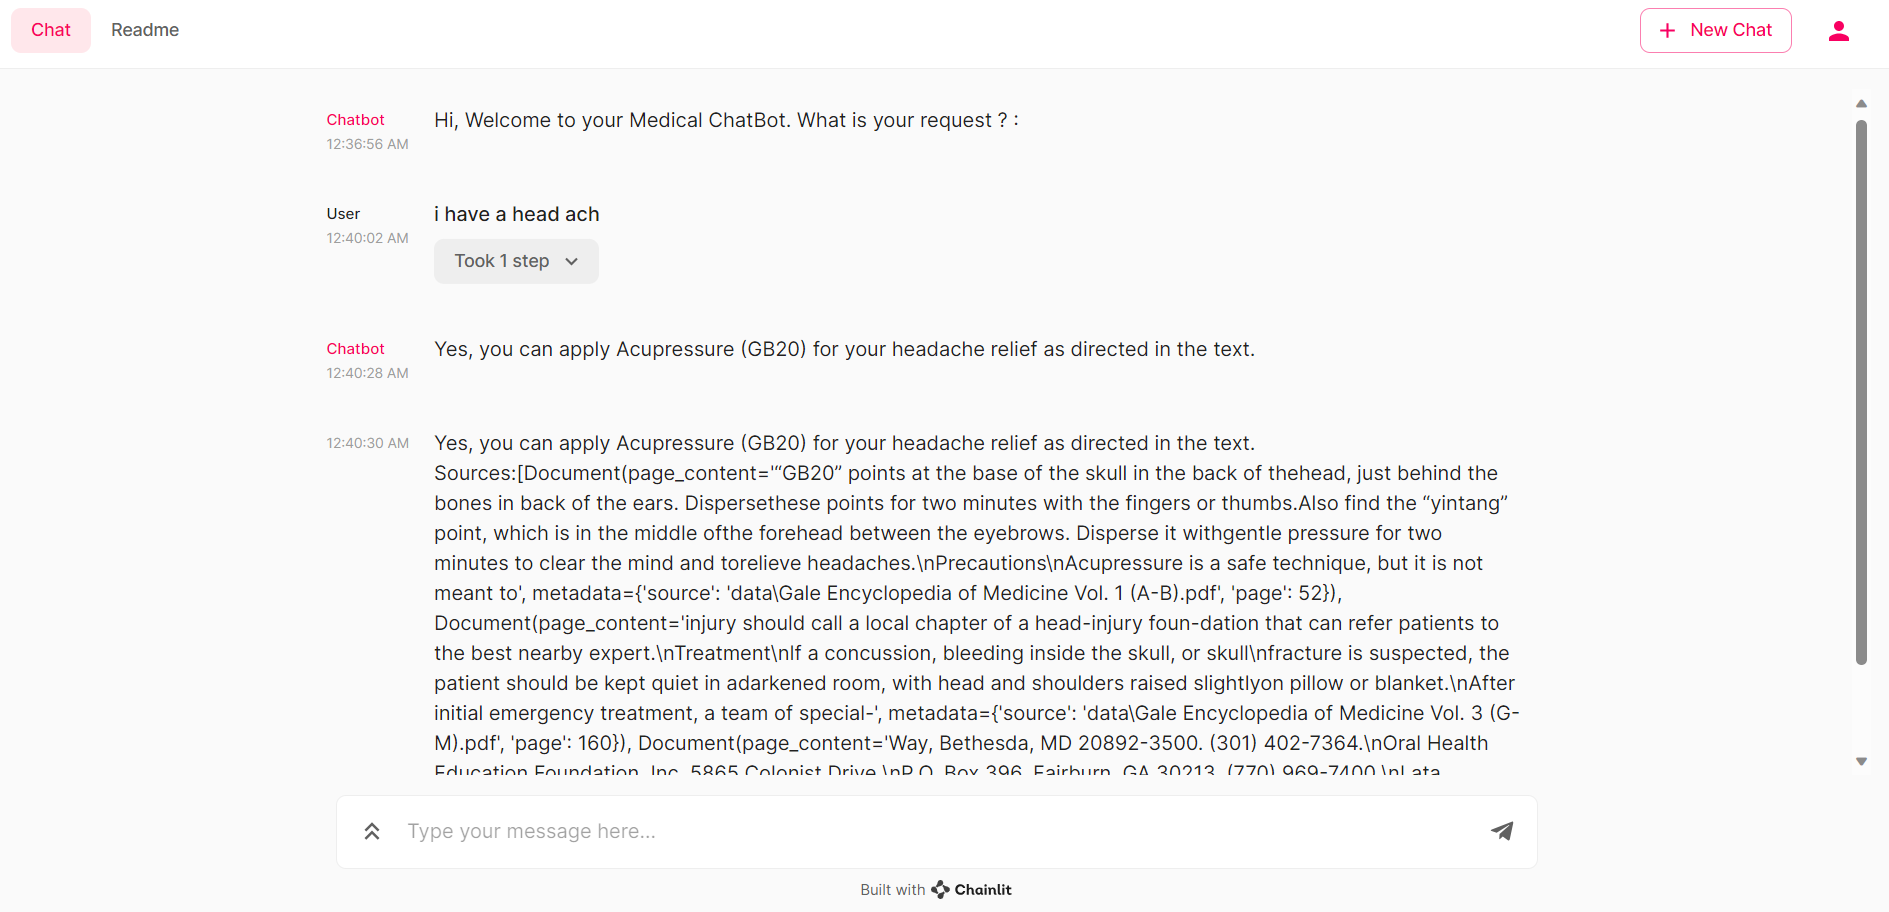 Chat
Readme
New Chat
Chatbot
12:36:56 AM
Hi, Welcome to your Medical ChatBot. What is your request ? :
User
12:40:02 AM
i have a head ach
Took 1 step
Chatbot
12:40:28 AM
Yes, you can apply Acupressure (GB20) for your headache relief as directed in the text.
12:40:30 AM
Yes, you can apply Acupressure (GB20) for your headache relief as directed in the text.
Sources:[Document(page_content='“GB20” points at the base of the skull in the back of thehead, just behind the
bones in back of the ears. Dispersethese points for two minutes with the fingers or thumbs.Also find the “yintang”
point, which is in the middle ofthe forehead between the eyebrows. Disperse it withgentle pressure for two
minutes to clear the mind and torelieve headaches.\nPrecautions\nAcupressure is a safe technique, but it is not
meant to', metadata={'source': 'data\Gale Encyclopedia of Medicine Vol. 1 (A-B).pdf', 'page': 52}),
Document(page_content='injury should call a local chapter of a head-injury foun-dation that can refer patients to
the best nearby expert.\nTreatment\nIf a concussion, bleeding inside the skull, or skull\nfracture is suspected, the
patient should be kept quiet in adarkened room, with head and shoulders raised slightlyon pillow or blanket.\nAfter
initial emergency treatment, a team of special-', metadata={'source': 'data\Gale Encyclopedia of Medicine Vol. 3 (G-
M).pdf', 'page': 160}), Document(page_content='Way, Bethesda, MD 20892-3500. (301) 402-7364.\nOral Health
Education Foundation, Inc. 5865 Colonist Drive,\nP.O. Box 396, Fairburn, GA 30213. (770) 969-7400.\nLata
Type your message here...
Built with Chainlit